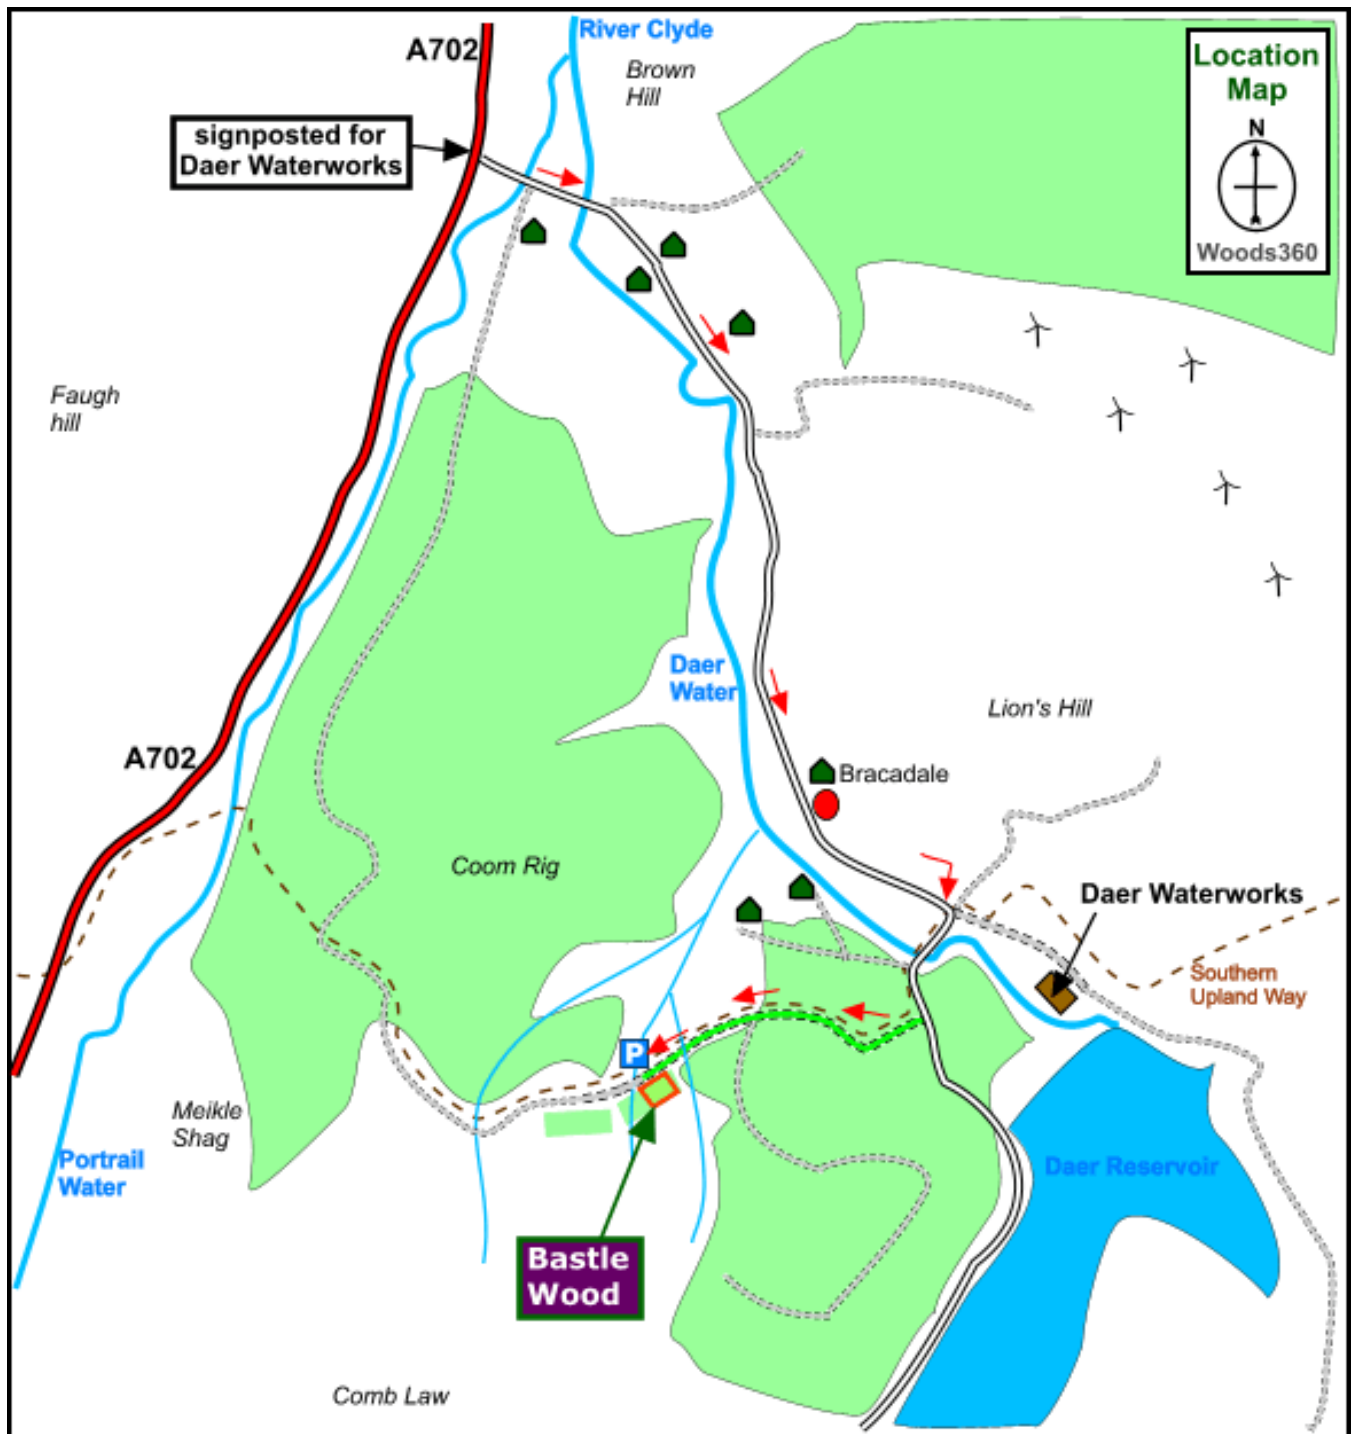 River Clyde
A702
Brown
Hill
Location
Map
N
Woods360
signposted for
Daer Waterworks
Faugh
hill
Daer
Water
Lion's Hill
A702
Bracadale
Coom Rig
Daer Waterworks
Southern
Upland Way
P
Meikle
Shag
Portrail
Water
Daer Reservoir
Bastle
Wood
Comb Law